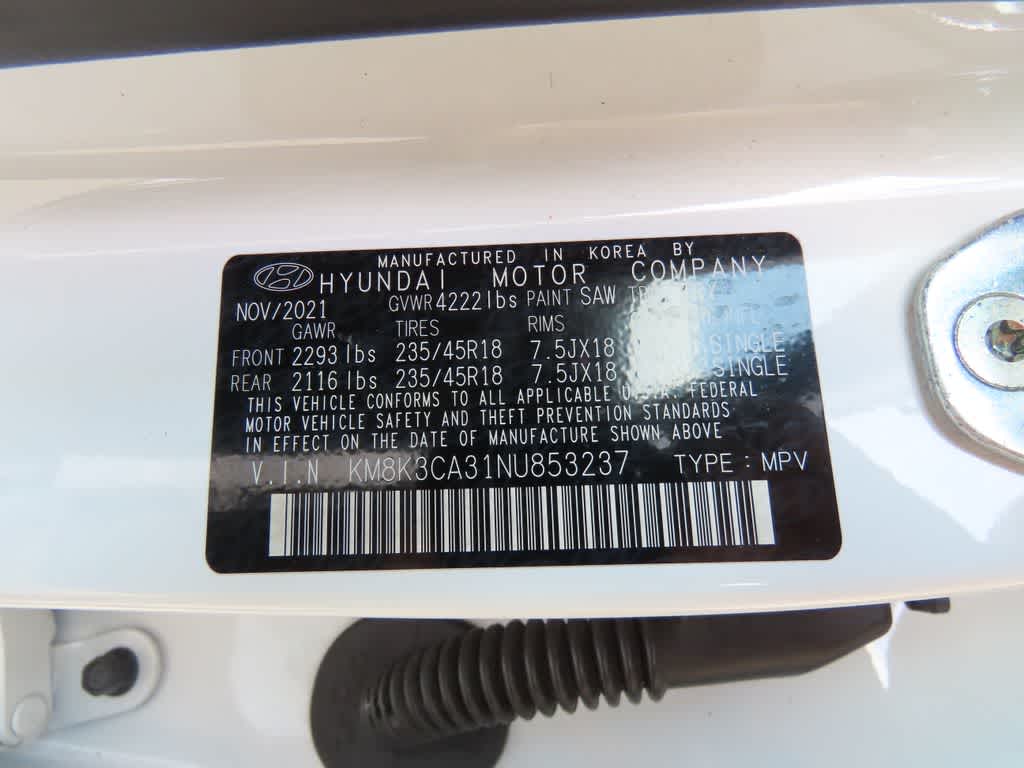 MANUFACTURED IN KOREA BY
HYUNDAI MOTOR COMPANY
NOV/2021 GVWR 4222 lbs PAINT SAW
GAWR TIRES RIMS
FRONT 2293 lbs 235/45R18 7.5JX18 SINGLE
REAR 2116 lbs 235/45R18 7.5JX18 SINGLE
THIS VEHICLE CONFORMS TO ALL APPLICABLE U.S.A. FEDERAL
MOTOR VEHICLE SAFETY AND THEFT PREVENTION STANDARDS
IN EFFECT ON THE DATE OF MANUFACTURE SHOWN ABOVE
V.I.N KM8K3CA31NU853237 TYPE : MPV